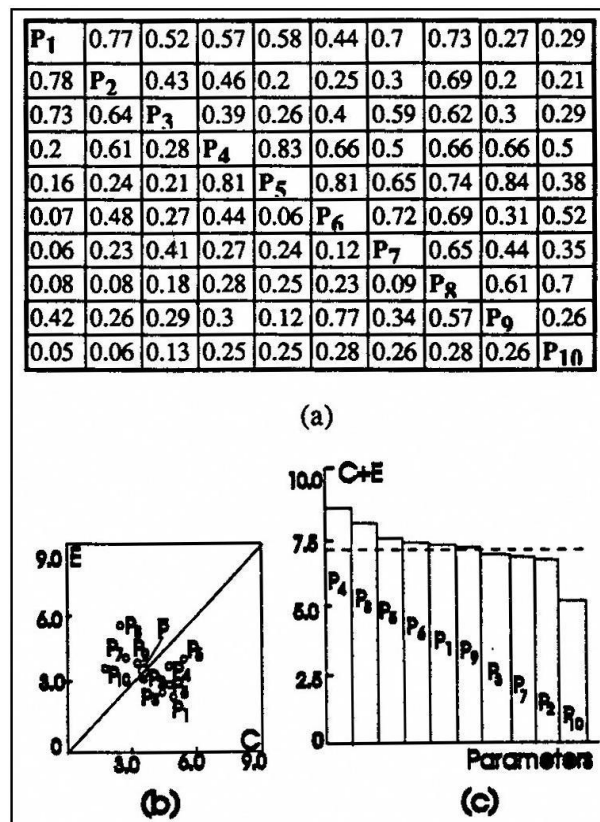 P1 0.77 0.52 0.57 0.58 0.44 0.7 0.73 0.27 0.29
0.78 P2 0.43 0.46 0.2 0.25 0.3 0.69 0.2 0.21
0.73 0.64 P3 0.39 0.26 0.4 0.59 0.62 0.3 0.29
0.2 0.61 0.28 P4 0.83 0.66 0.5 0.66 0.66 0.5
0.16 0.24 0.21 0.81 P5 0.81 0.65 0.74 0.84 0.38
0.07 0.48 0.27 0.44 0.06 P6 0.72 0.69 0.31 0.52
0.06 0.23 0.41 0.27 0.24 0.12 P7 0.65 0.44 0.35
0.08 0.08 0.18 0.28 0.25 0.23 0.09 P8 0.61 0.7
0.42 0.26 0.29 0.3 0.12 0.77 0.34 0.57 P9 0.26
0.05 0.06 0.13 0.25 0.25 0.28 0.26 0.28 0.26 P10
(a)
9.0 E
6.0
3.0
0
3.0 6.0 9.0
C
P7
P10
P4
P1
(b)
10.0 C+E
7.5
5.0
2.5
0
P4 P6 P1 P9 P3 P7 P2 P10
Parameters
(c)